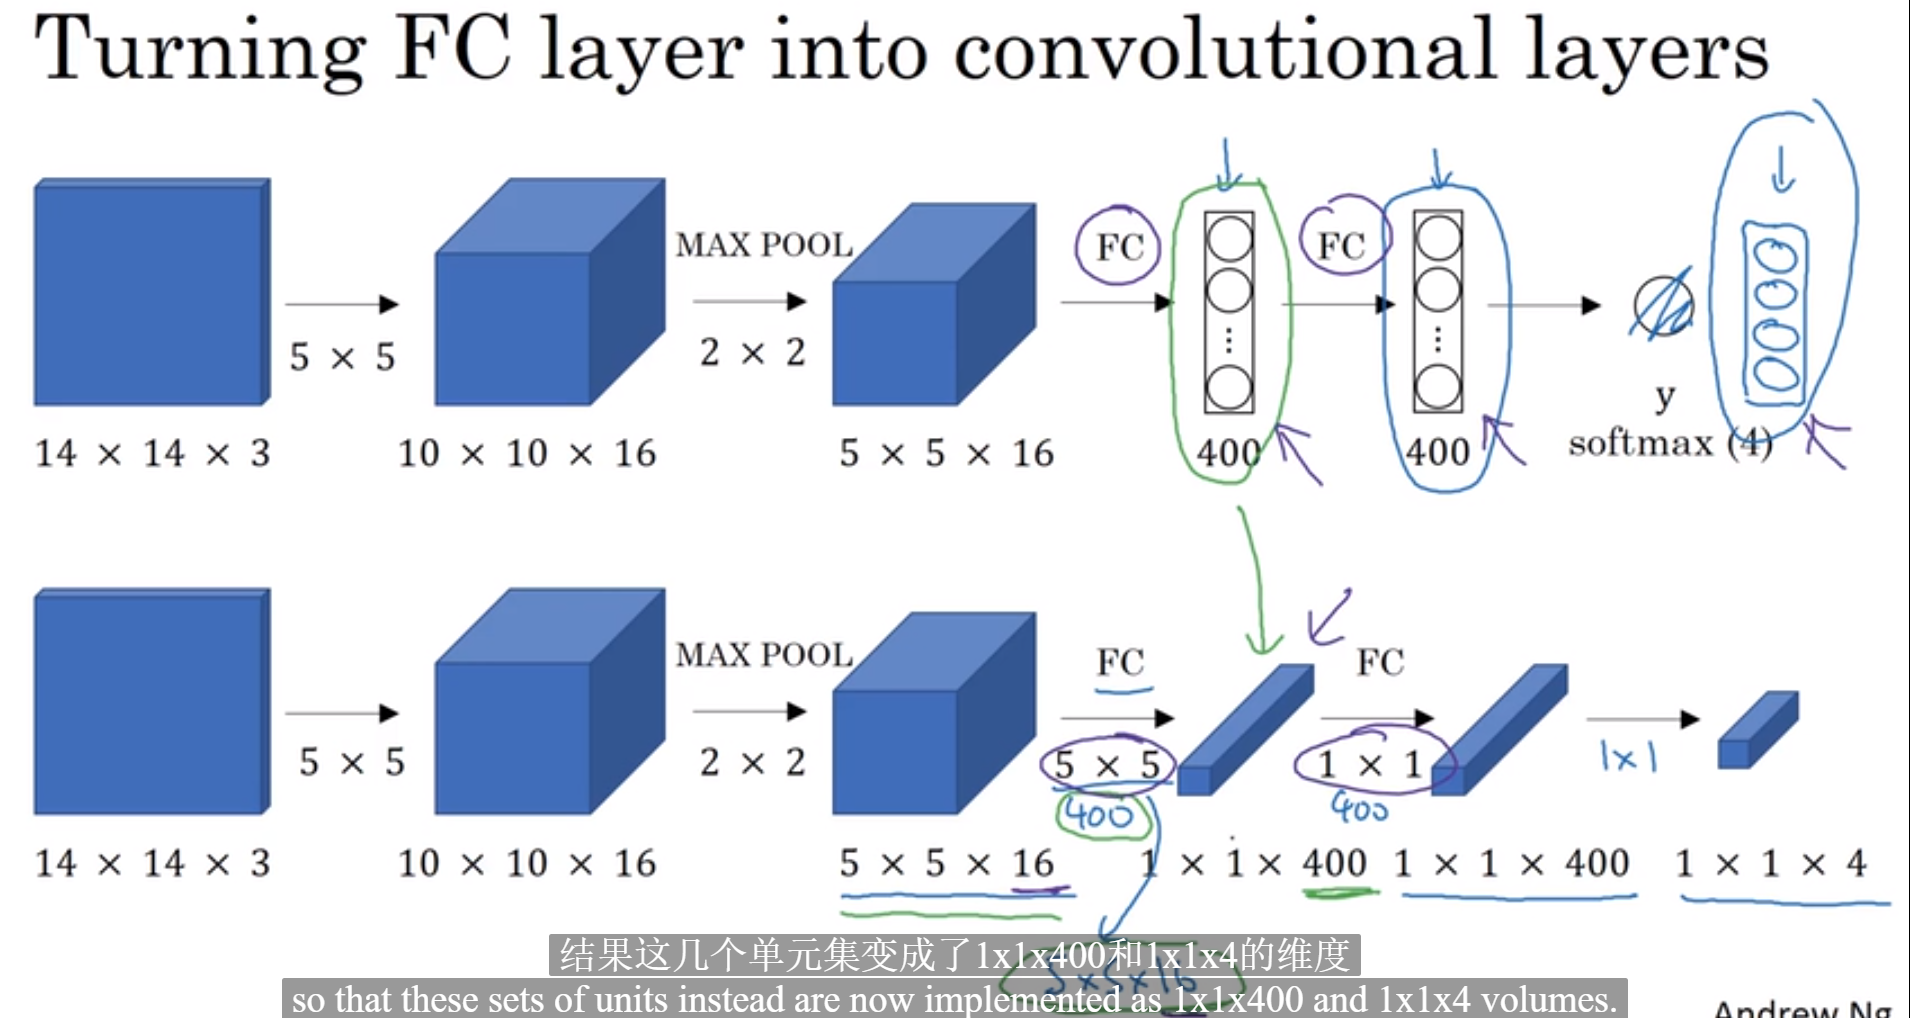 Turning FC layer into convolutional layers
MAX POOL
FC
FC
5 × 5
2 × 2
y
14 × 14 × 3
10 × 10 × 16
5 × 5 × 16
400
400
softmax (4)
MAX POOL
FC
FC
5 × 5
2 × 2
5 × 5
1 × 1
1×1
400
400
14 × 14 × 3
10 × 10 × 16
5 × 5 × 16
1 × 1 × 400
1 × 1 × 400
1 × 1 × 4
结果这几个单元集变成了1x1x400和1x1x4的维度
5×5×16
so that these sets of units instead are now implemented as 1x1x400 and 1x1x4 volumes.
Andrew Ng